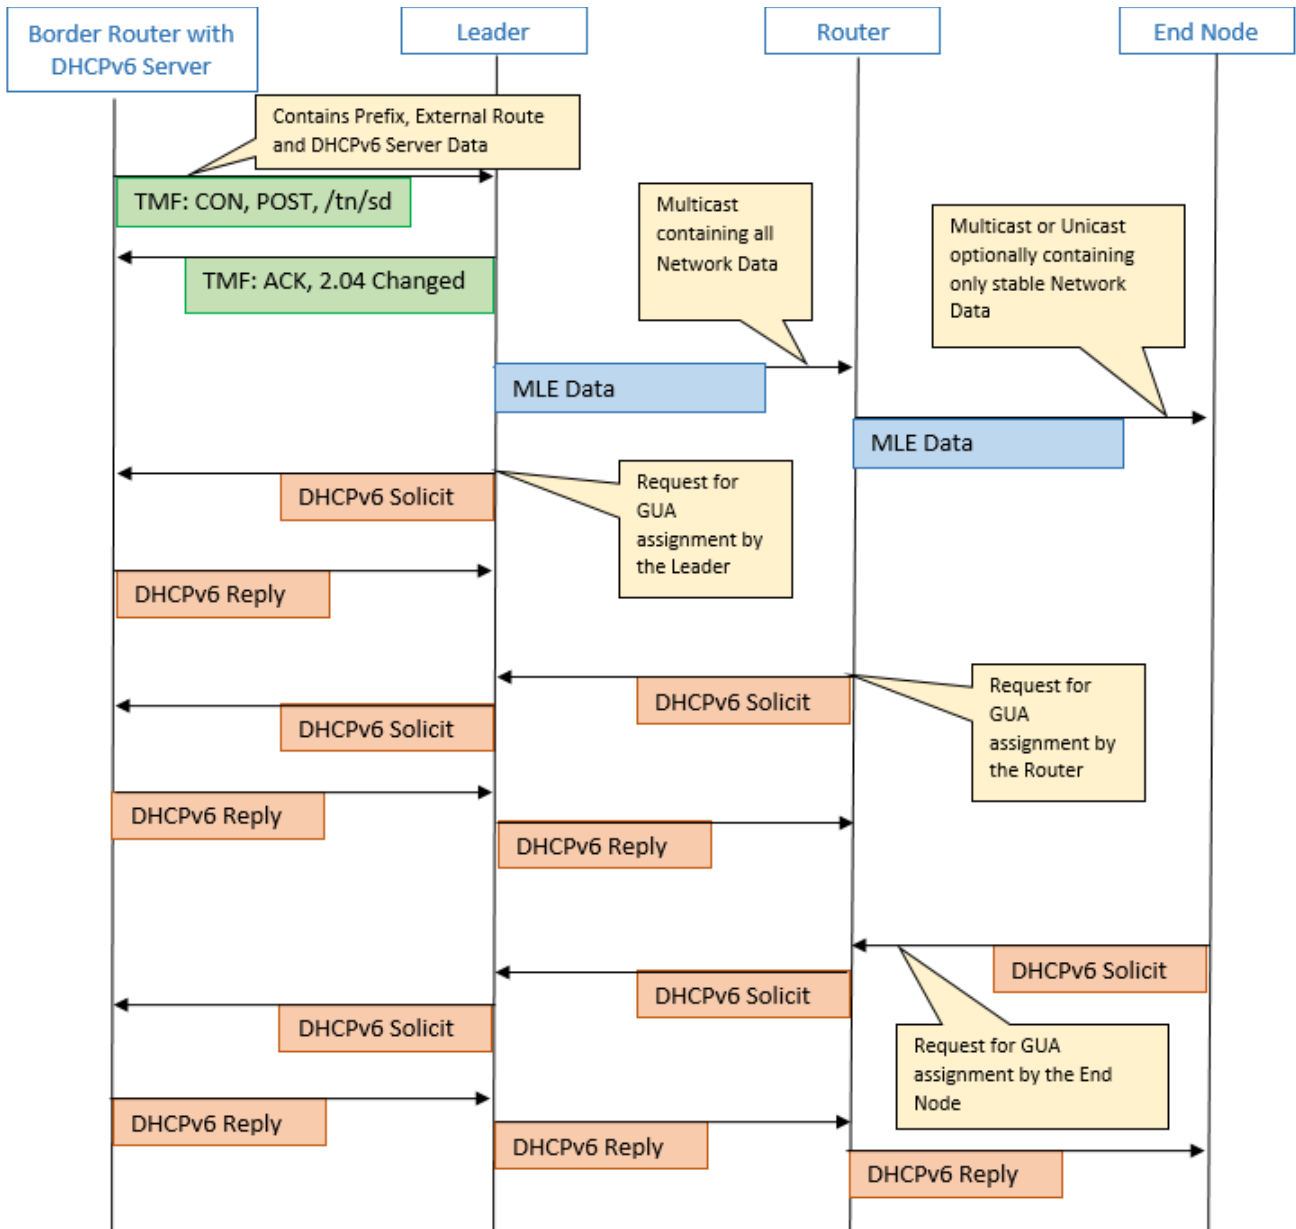 Border Router with
DHCPv6 Server
Leader
Router
End Node
Contains Prefix, External Route
and DHCPv6 Server Data
TMF: CON, POST, /tn/sd
TMF: ACK, 2.04 Changed
Multicast
containing all
Network Data
Multicast or Unicast
optionally containing
only stable Network
Data
MLE Data
MLE Data
DHCPv6 Solicit
Request for
GUA
assignment by
the Leader
DHCPv6 Reply
DHCPv6 Solicit
DHCPv6 Solicit
Request for
GUA
assignment by
the Router
DHCPv6 Reply
DHCPv6 Reply
DHCPv6 Solicit
DHCPv6 Solicit
DHCPv6 Solicit
Request for GUA
assignment by the End
Node
DHCPv6 Reply
DHCPv6 Reply
DHCPv6 Reply